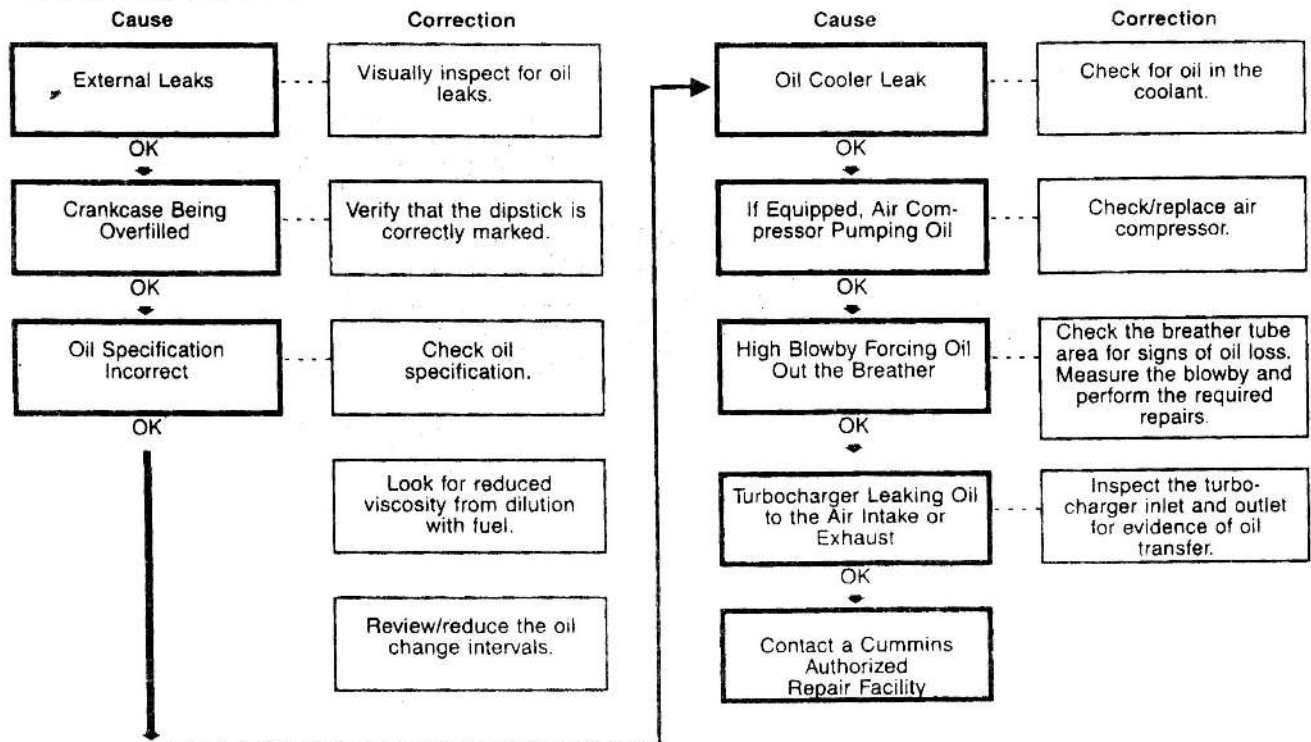 Cause
Correction
External Leaks
Visually inspect for oil
leaks.
OK
Crankcase Being
Overfilled
Verify that the dipstick is
correctly marked.
OK
Oil Specification
Incorrect
Check oil
specification.
OK
Look for reduced
viscosity from dilution
with fuel.
Review/reduce the oil
change intervals.
Cause
Correction
Oil Cooler Leak
Check for oil in the
coolant.
OK
If Equipped, Air Com-
pressor Pumping Oil
Check/replace air
compressor.
OK
High Blowby Forcing Oil
Out the Breather
Check the breather tube
area for signs of oil loss.
Measure the blowby and
perform the required
repairs.
OK
Turbocharger Leaking Oil
to the Air Intake or
Exhaust
Inspect the turbo-
charger inlet and outlet
for evidence of oil
transfer.
OK
Contact a Cummins
Authorized
Repair Facility